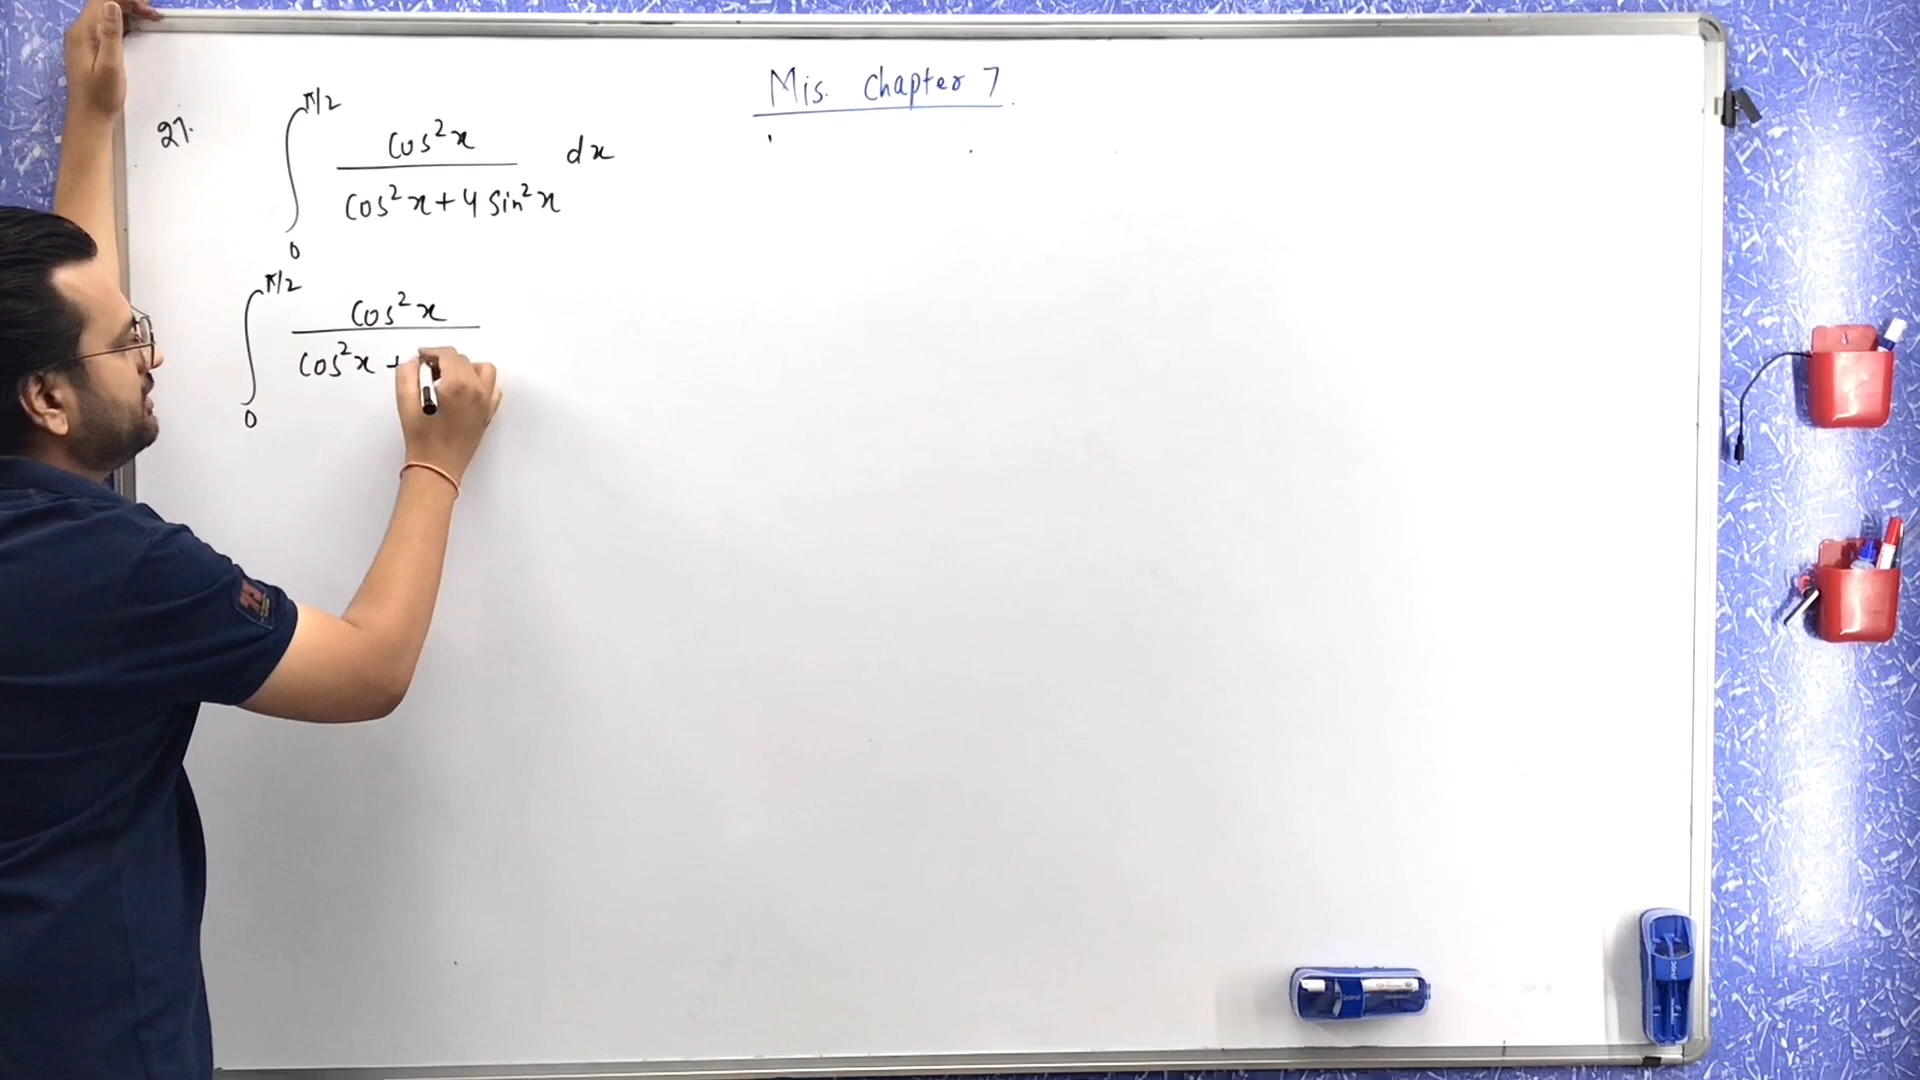 Mis. Chapter 7
27. ∫₀^π/2 cos²x / cos²x + 4 sin²x dx
∫₀^π/2 cos²x / cos²x +